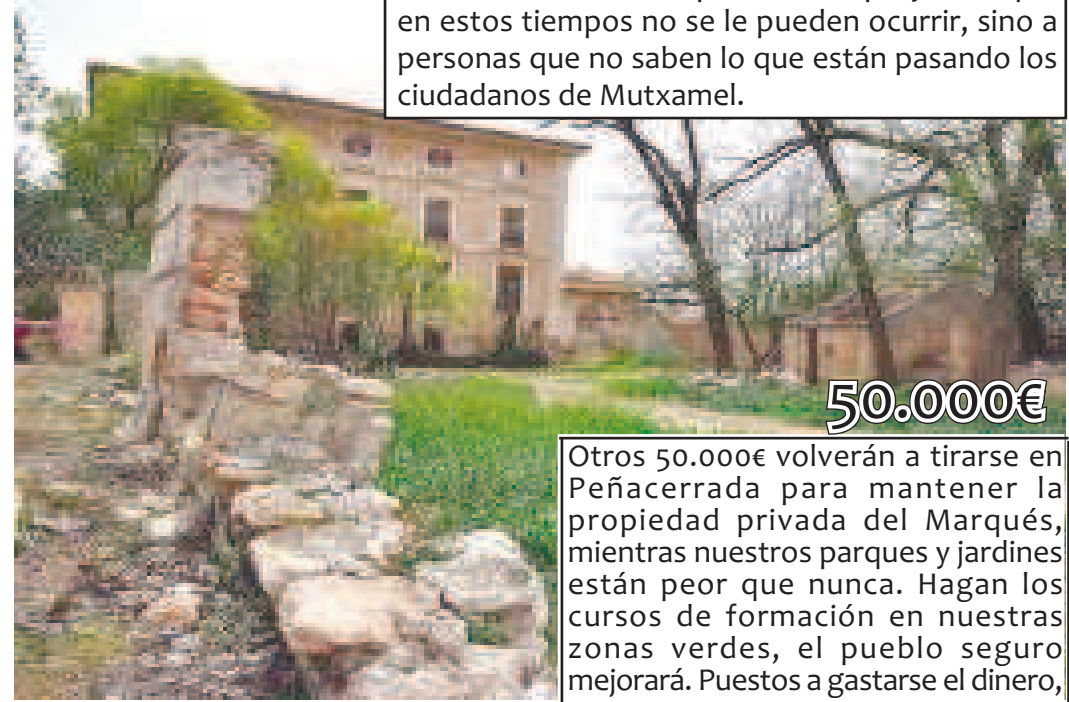 en estos tiempos no se le pueden ocurrir, sino a
personas que no saben lo que están pasando los
ciudadanos de Mutxamel.
50.000€
Otros 50.000€ volverán a tirarse en
Peñacerrada para mantener la
propiedad privada del Marqués,
mientras nuestros parques y jardines
están peor que nunca. Hagan los
cursos de formación en nuestras
zonas verdes, el pueblo seguro
mejorará. Puestos a gastarse el dinero,